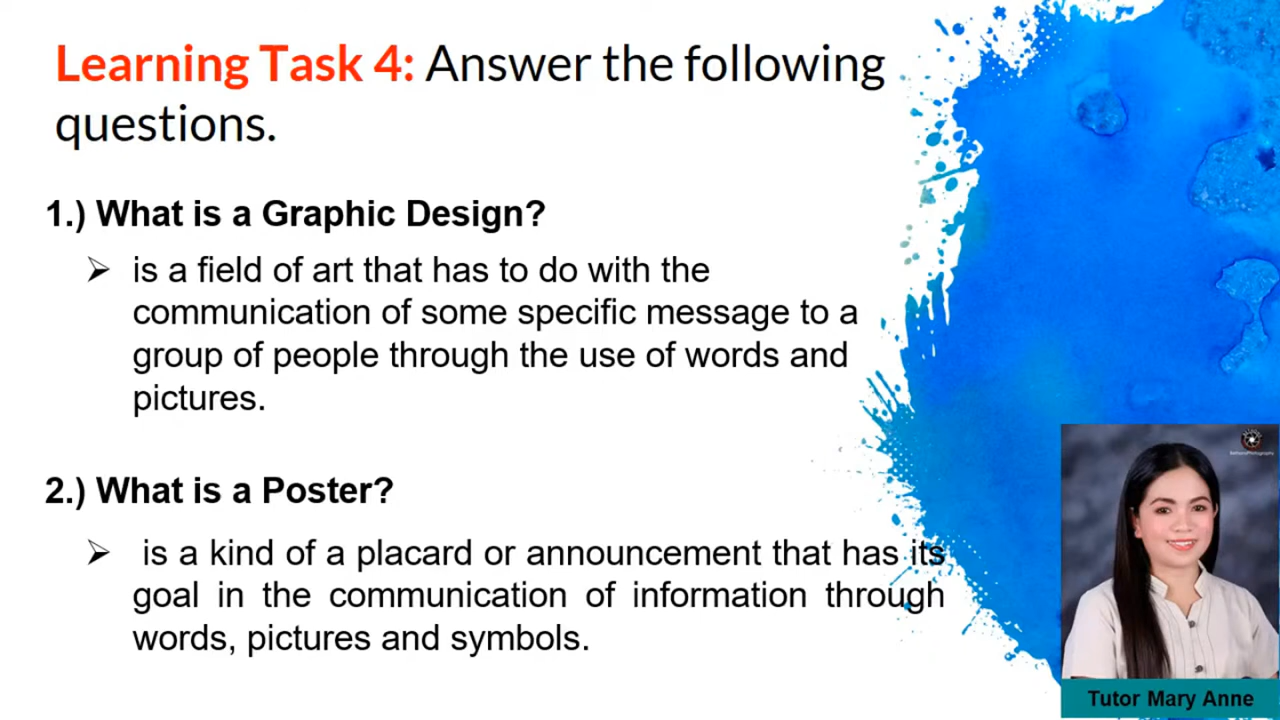 Learning Task 4: Answer the following
questions.
1.) What is a Graphic Design?
➢ is a field of art that has to do with the
communication of some specific message to a
group of people through the use of words and
pictures.
2.) What is a Poster?
➢ is a kind of a placard or announcement that has its
goal in the communication of information through
words, pictures and symbols.
Tutor Mary Anne